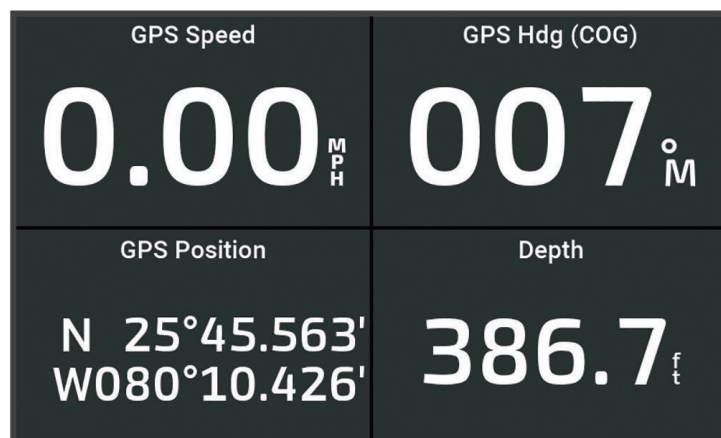 GPS Speed
0.00 MPH
GPS Hdg (COG)
007 °M
GPS Position
N 25°45.563'
W080°10.426'
Depth
386.7 ft